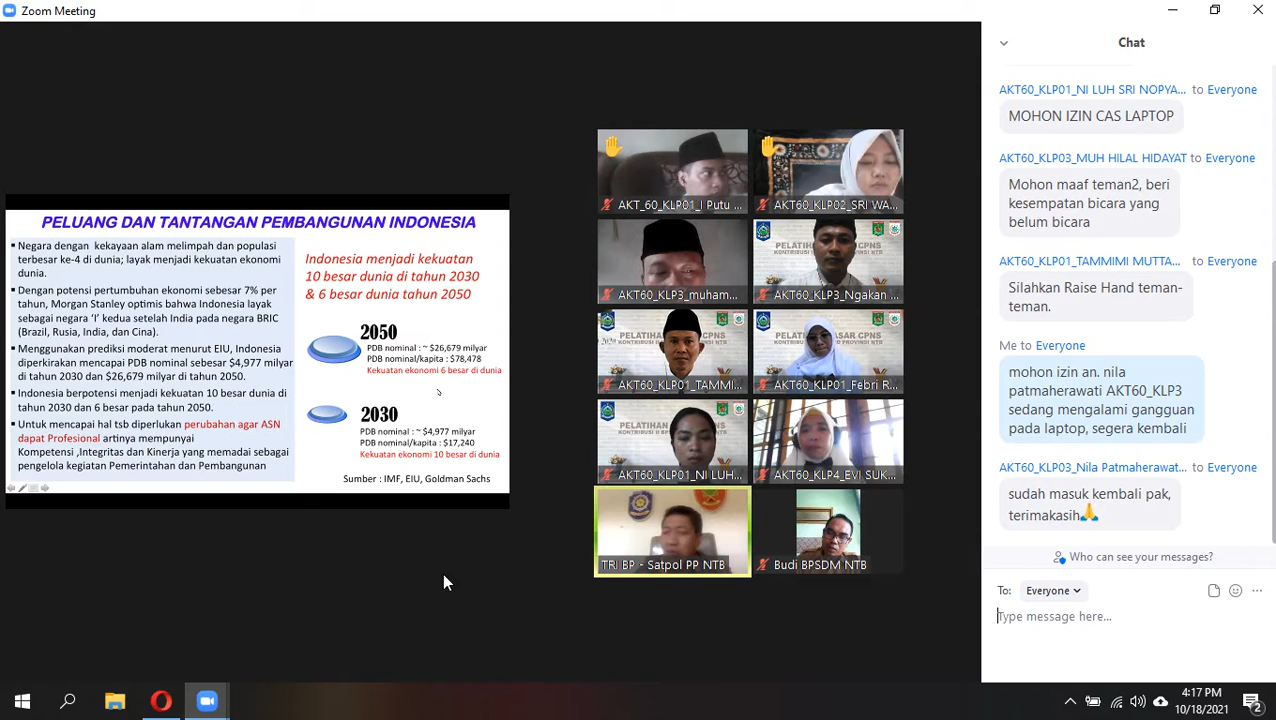 Zoom Meeting
PELUANG DAN TANTANGAN PEMBANGUNAN INDONESIA
▪ Negara dengan kekayaan alam melimpah dan populasi
terbesar ke-4 di dunia; layak menjadi kekuatan ekonomi
dunia.
▪ Dengan potensi pertumbuhan ekonomi sebesar 7% per
tahun, Morgan Stanley optimis bahwa Indonesia layak
sebagai negara ‘I’ kedua setelah India pada negara BRIC
(Brazil, Rusia, India, dan Cina).
▪ Menggunakan prediksi moderat menurut EIU, Indonesia
diperkirakan mencapai PDB nominal sebesar $4,977 milyar
di tahun 2030 dan $26,679 milyar di tahun 2050.
▪ Indonesia berpotensi menjadi kekuatan 10 besar dunia di
tahun 2030 dan 6 besar pada tahun 2050.
▪ Untuk mencapai hal tsb diperlukan perubahan agar ASN
dapat Profesional artinya mempunyai
Kompetensi ,Integritas dan Kinerja yang memadai sebagai
pengelola kegiatan Pemerintahan dan Pembangunan
Indonesia menjadi kekuatan
10 besar dunia di tahun 2030
& 6 besar dunia tahun 2050
2050
PDB nominal : ~ $26,679 milyar
PDB nominal/kapita : $78,478
Kekuatan ekonomi 6 besar di dunia
2030
PDB nominal : ~ $4,977 milyar
PDB nominal/kapita : $17,240
Kekuatan ekonomi 10 besar di dunia
Sumber : IMF, EIU, Goldman Sachs
AKT_60_KLP01_I Putu ...
AKT60_KLP02_SRI WA...
AKT60_KLP3_muham...
PELATIHAN CPNS
AKT60_KLP3_Ngakan ...
PELATIHAN
AKT60_KLP01_TAMMI...
PELATIHAN CPNS
AKT60_KLP01_Febri R...
PELATIHAN CPNS
AKT60_KLP01_NI LUH...
AKT60_KLP4_EVI SUK...
TRI BP - Satpol PP NTB
Budi BPSDM NTB
Chat
AKT60_KLP01_NI LUH SRI NOPYA... to Everyone
MOHON IZIN CAS LAPTOP
AKT60_KLP03_MUH HILAL HIDAYAT to Everyone
Mohon maaf teman2, beri
kesempatan bicara yang
belum bicara
AKT60_KLP01_TAMMIMI MUTTA... to Everyone
Silahkan Raise Hand teman-
teman.
Me to Everyone
mohon izin an. nila
patmaherawati AKT60_KLP3
sedang mengalami gangguan
pada laptop, segera kembali
AKT60_KLP03_Nila Patmaherawat... to Everyone
sudah masuk kembali pak,
terimakasih🙏
Who can see your messages?
To: Everyone
Type message here...
4:17 PM
10/18/2021
2